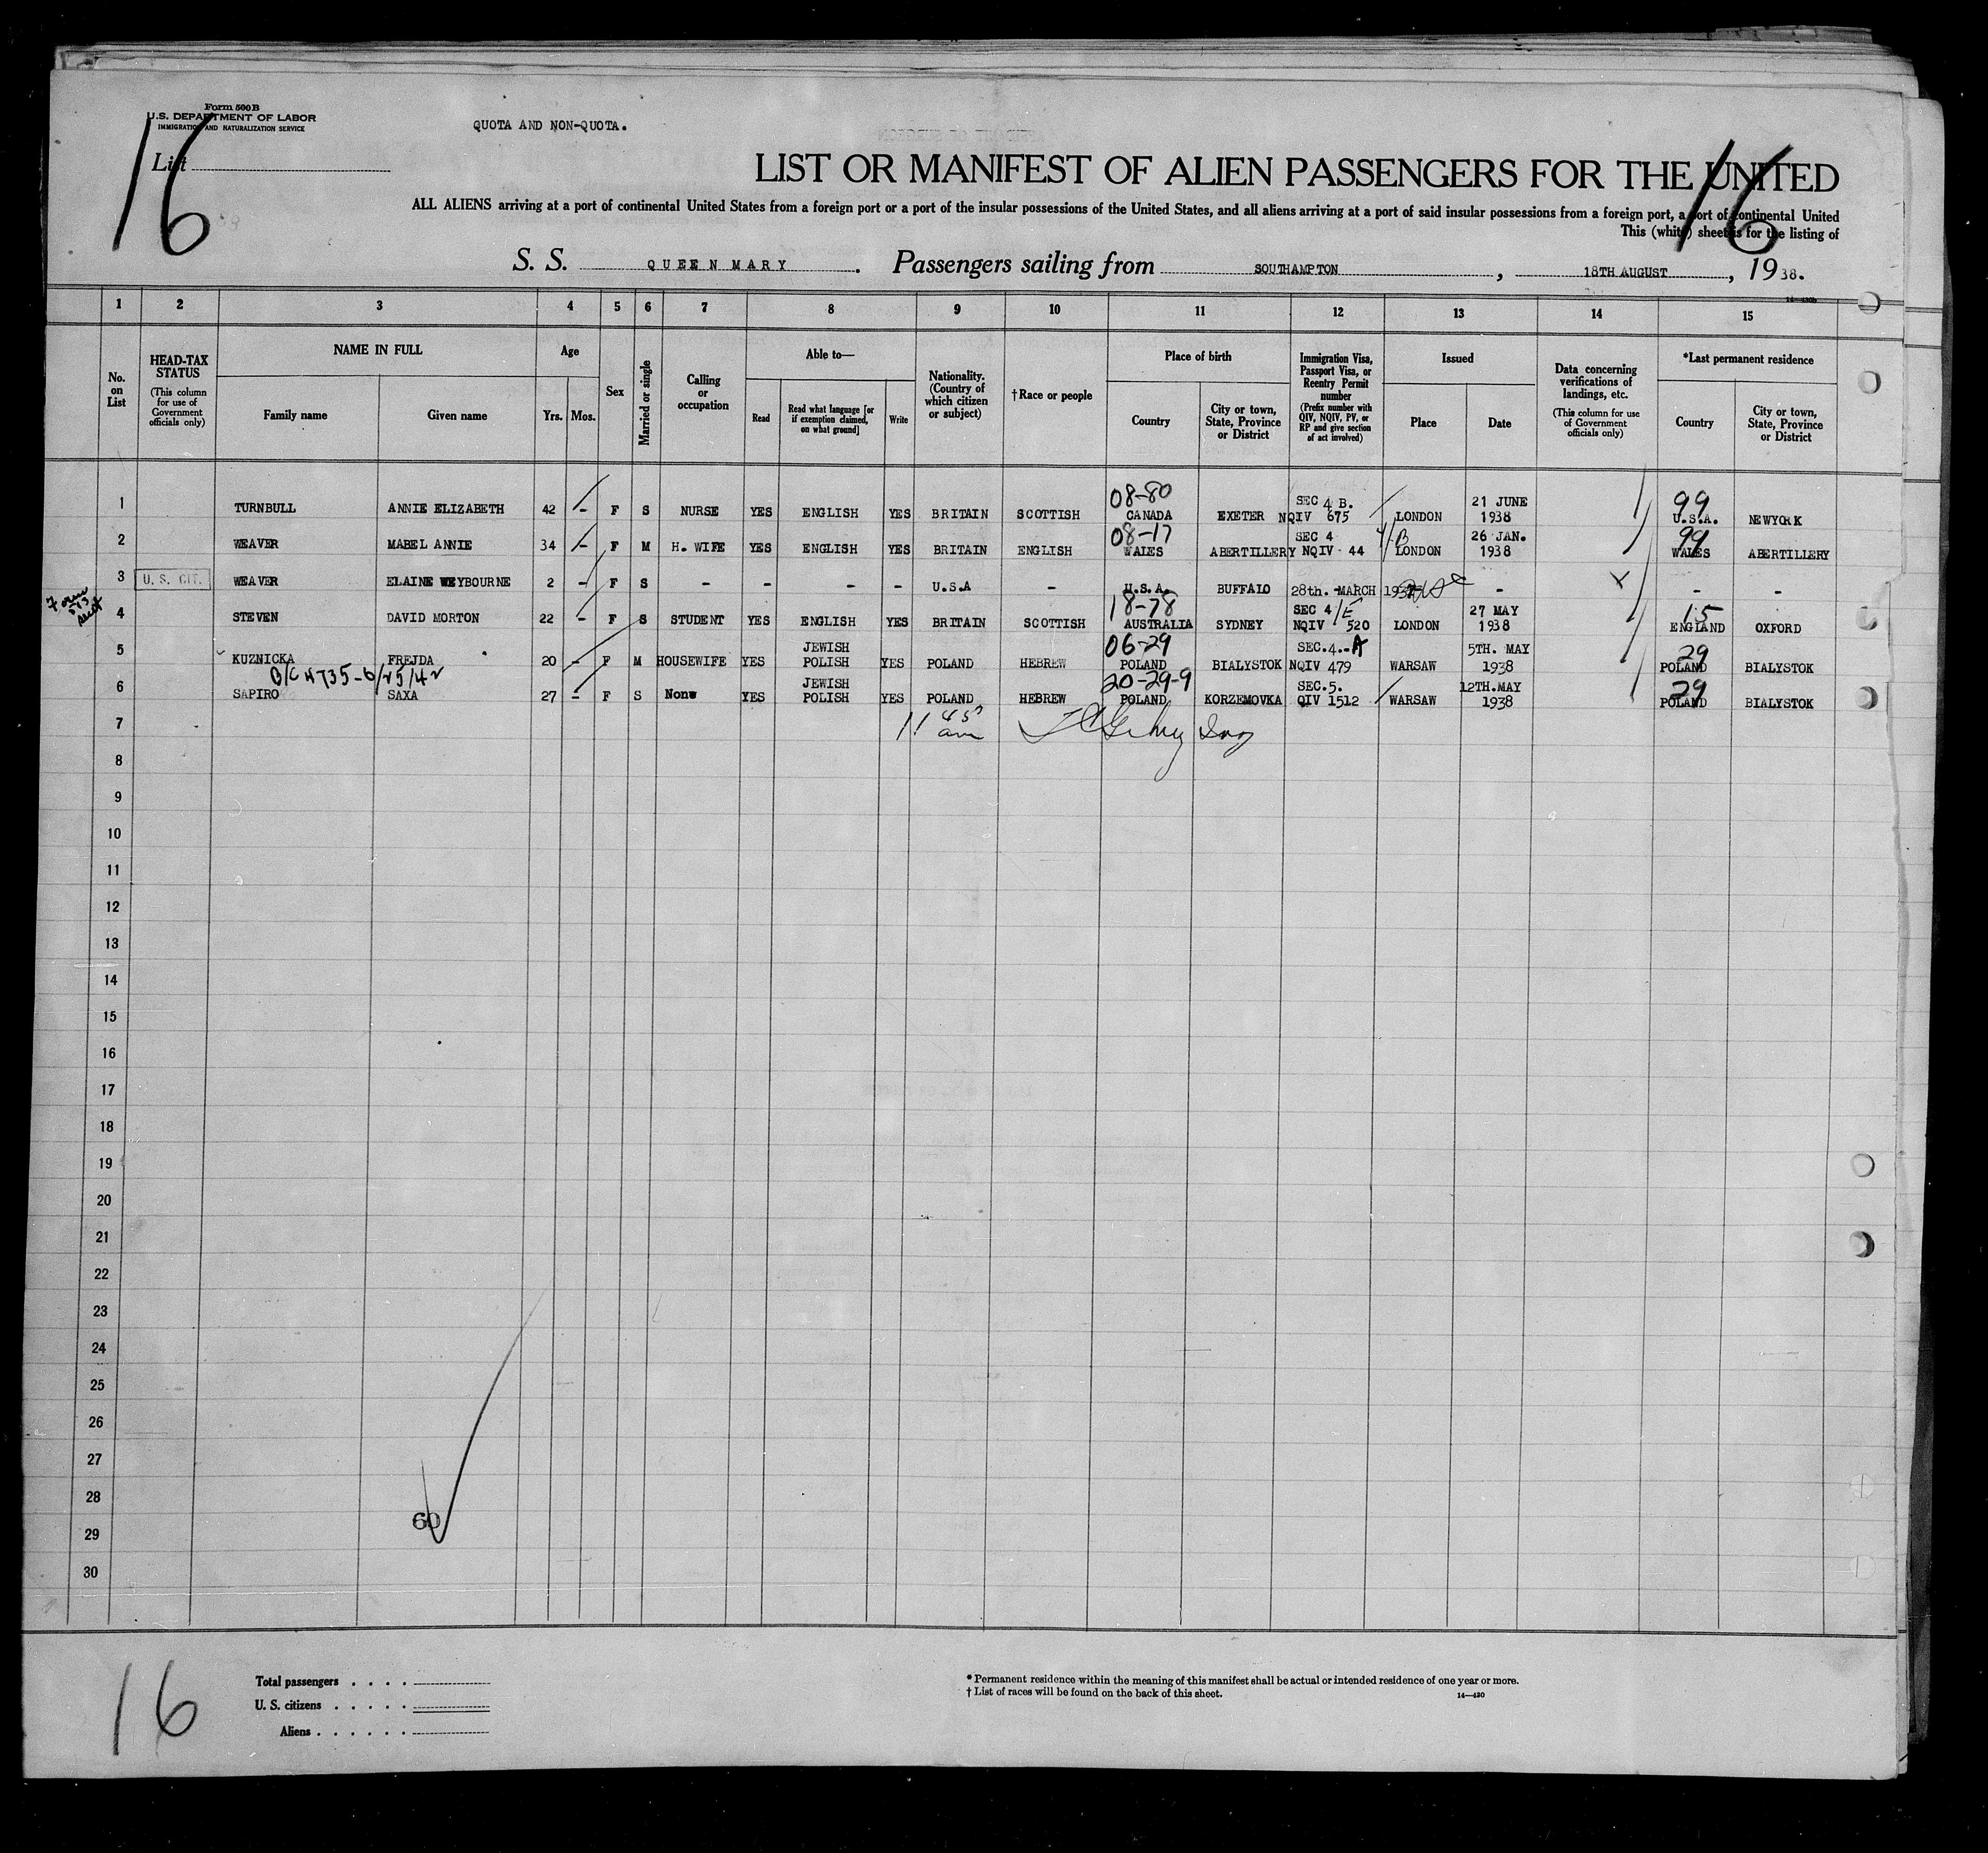 Form 500 B
U.S. DEPARTMENT OF LABOR
IMMIGRATION AND NATURALIZATION SERVICE
QUOTA AND NON-QUOTA.
List
16
16
LIST OR MANIFEST OF ALIEN PASSENGERS FOR THE UNITED
ALL ALIENS arriving at a port of continental United States from a foreign port or a port of the insular possessions of the United States, and all aliens arriving at a port of said insular possessions from a foreign port, a port of continental United
This (white) sheet is for the listing of
S. S. QUEEN MARY. Passengers sailing from SOUTHAMPTON, 18TH AUGUST, 19 38.
1 2 3 4 5 6 7 8 9 10 11 12 13 14 15
No. on List
HEAD-TAX STATUS (This column for use of Government officials only)
NAME IN FULL Family name Given name
Age Yrs. Mos.
Sex
Married or single
Calling or occupation
Able to— Read Read what language [or if exemption claimed, on what ground] Write
Nationality. (Country of which citizen or subject)
†Race or people
Place of birth Country City or town, State, Province or District
Immigration Visa, Passport Visa, or Reentry Permit number (Prefix number with QIV, NQIV, PV, or RP and give section of act involved)
Issued Place Date
Data concerning verifications of landings, etc. (This column for use of Government officials only)
*Last permanent residence Country City or town, State, Province or District
08-80 SEC 4 B. 21 JUNE 99
1 TURNBULL ANNIE ELIZABETH 42 - F S NURSE YES ENGLISH YES BRITAIN SCOTTISH CANADA EXETER NQIV 675 LONDON 1938 U.S.A. NEWYORK
08-17 SEC 4 4/B 26 JAN. 99
2 WEAVER MABEL ANNIE 34 - F M H. WIFE YES ENGLISH YES BRITAIN ENGLISH WALES ABERTILLERY NQIV 44 LONDON 1938 WALES ABERTILLERY
3 U. S. CIT. WEAVER ELAINE WEYBOURNE 2 - F S - - - - U.S.A - U.S.A. BUFFALO 28th. MARCH - - -
Form
18-78 SEC 4/E 27 MAY 15
4 STEVEN DAVID MORTON 22 - F S STUDENT YES ENGLISH YES BRITAIN SCOTTISH AUSTRALIA SYDNEY NQIV 520 LONDON 1938 ENGLAND OXFORD
JEWISH 06-29 SEC.4.-A 5TH. MAY 29
5 KUZNICKA FREJDA 20 - F M HOUSEWIFE YES POLISH YES POLAND HEBREW POLAND BIALYSTOK NQIV 479 WARSAW 1938 POLAND BIALYSTOK
JEWISH 20-29-9 SEC.5. 12TH.MAY 29
6 SAPIRO SAXA 27 - F S None YES POLISH YES POLAND HEBREW POLAND KORZEMOVKA QIV 1512 WARSAW 1938 POLAND BIALYSTOK
7 11 45 am
8
9
10
11
12
13
14
15
16
17
18
19
20
21
22
23
24
25
26
27
28
60
29
30
16
Total passengers
U. S. citizens
Aliens
* Permanent residence within the meaning of this manifest shall be actual or intended residence of one year or more.
† List of races will be found on the back of this sheet.
14—430